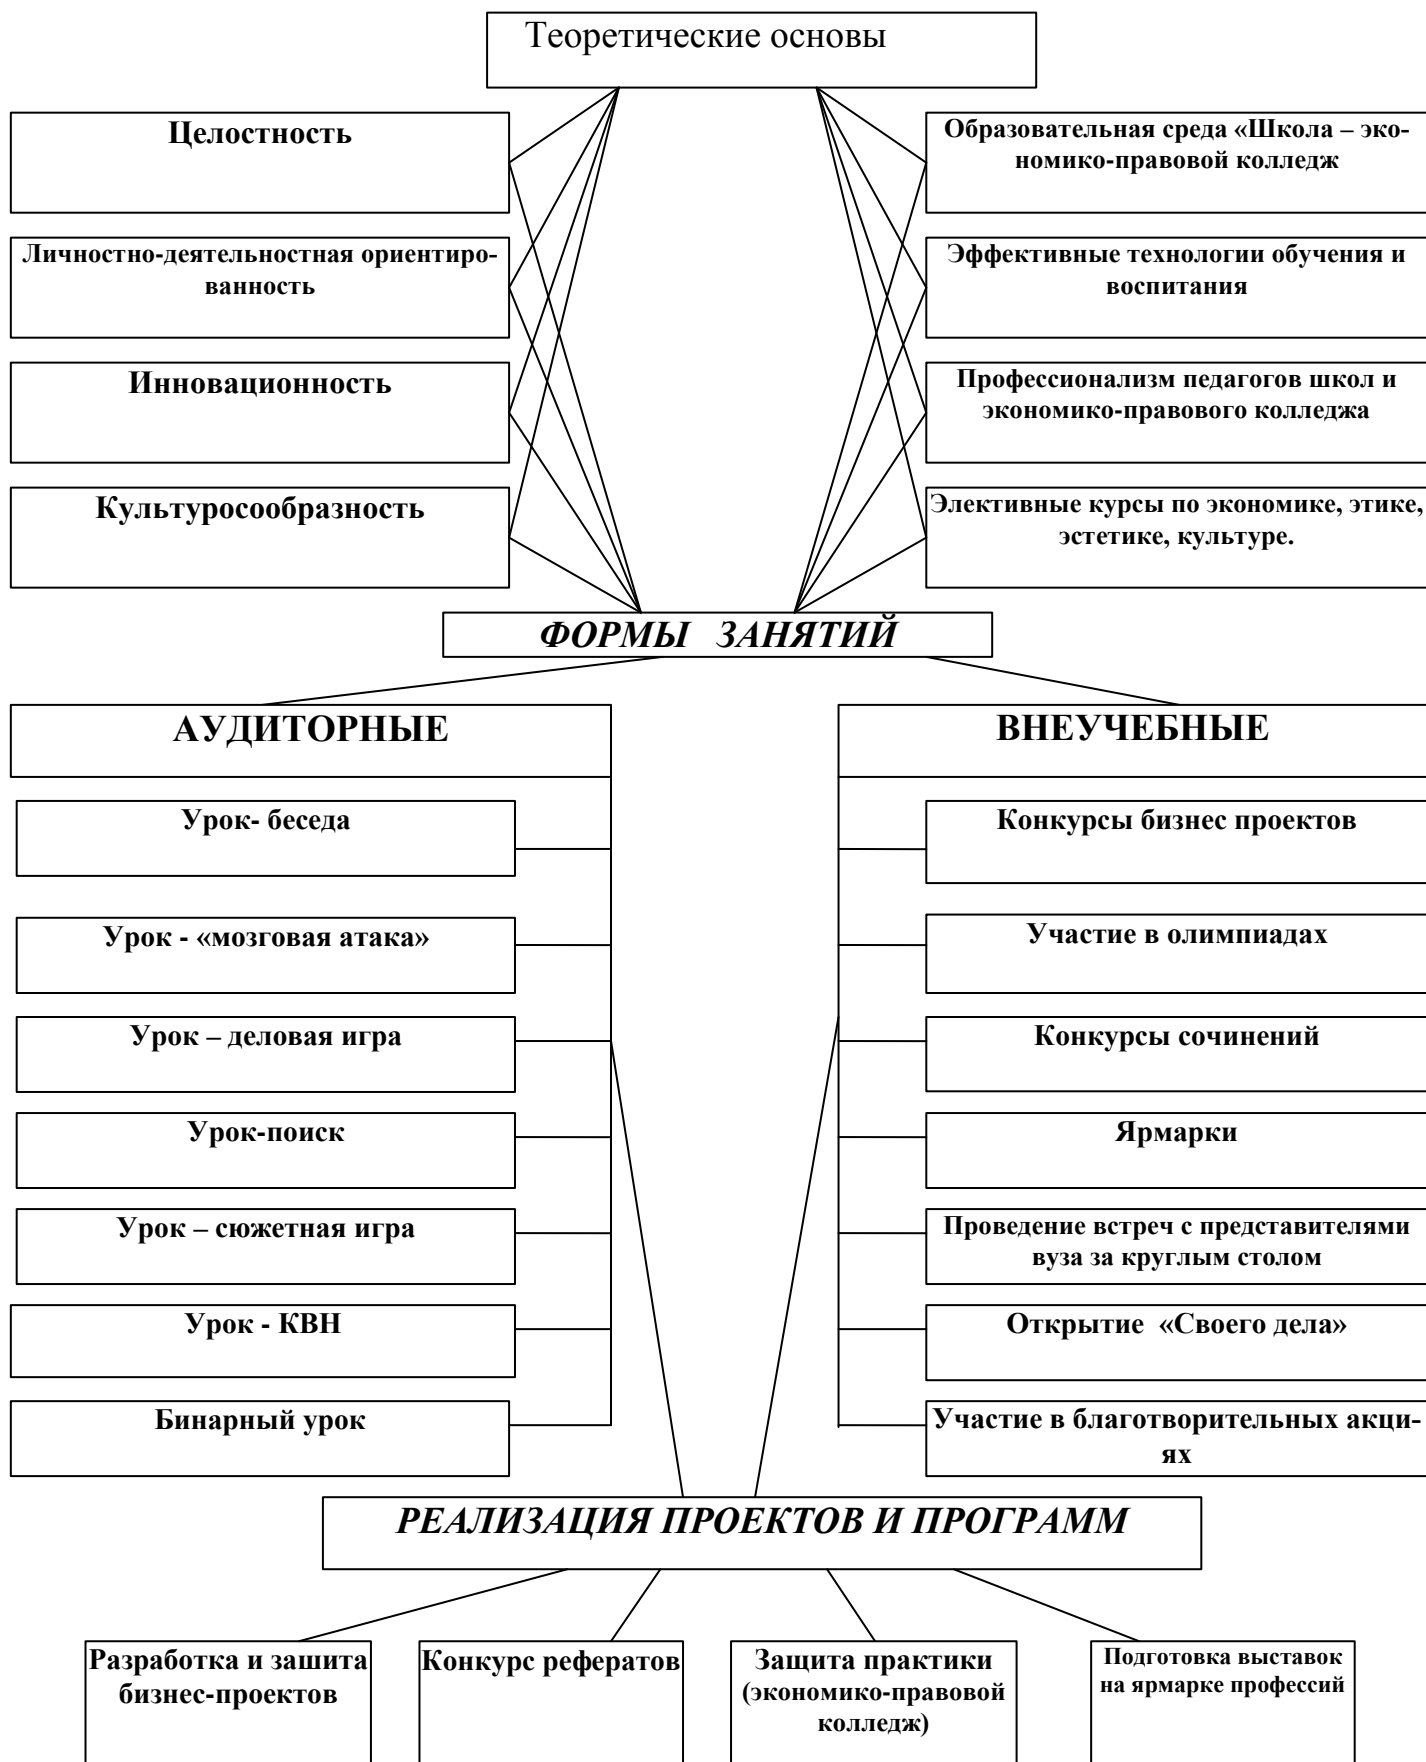 Теоретические основы
Целостность
Образовательная среда «Школа – эко-
номико-правовой колледж
Личностно-деятельностная ориентиро-
ванность
Эффективные технологии обучения и
воспитания
Инновационность
Профессионализм педагогов школ и
экономико-правового колледжа
Культуросообразность
Элективные курсы по экономике, этике,
эстетике, культуре.
ФОРМЫ ЗАНЯТИЙ
АУДИТОРНЫЕ
ВНЕУЧЕБНЫЕ
Урок- беседа
Конкурсы бизнес проектов
Урок - «мозговая атака»
Участие в олимпиадах
Урок – деловая игра
Конкурсы сочинений
Урок-поиск
Ярмарки
Урок – сюжетная игра
Проведение встреч с представителями
вуза за круглым столом
Урок - КВН
Открытие «Своего дела»
Бинарный урок
Участие в благотворительных акци-
ях
РЕАЛИЗАЦИЯ ПРОЕКТОВ И ПРОГРАММ
Разработка и зашита
бизнес-проектов
Конкурс рефератов
Защита практики
(экономико-правовой
колледж)
Подготовка выставок
на ярмарке профессий